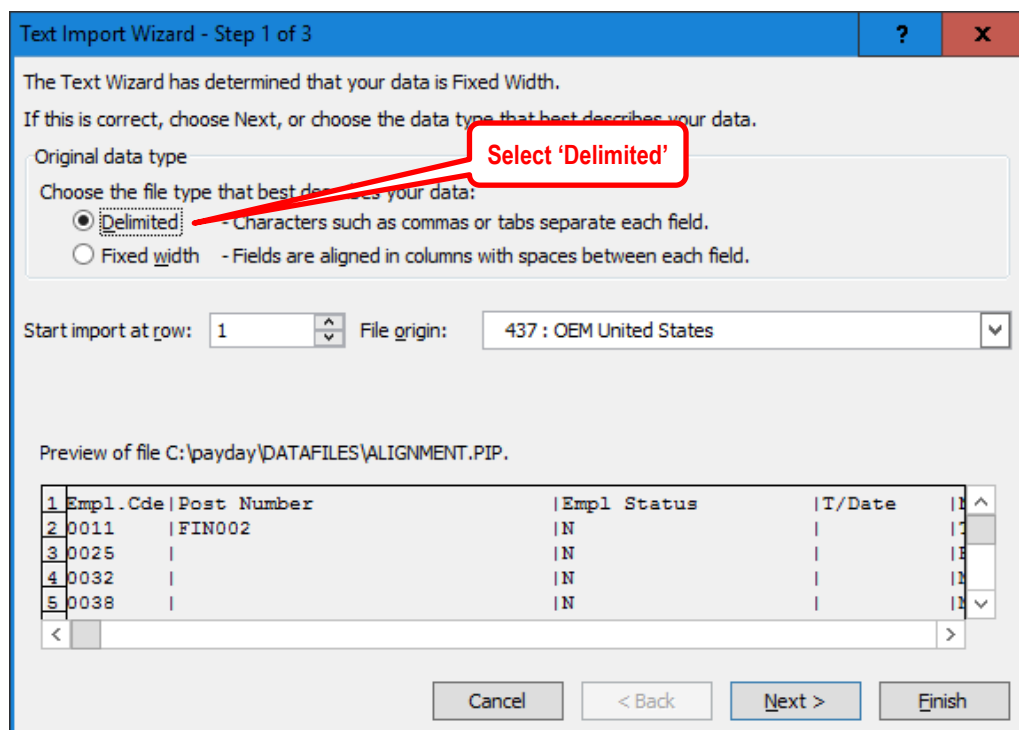 Text Import Wizard - Step 1 of 3 ? x
The Text Wizard has determined that your data is Fixed Width.
If this is correct, choose Next, or choose the data type that best describes your data.
Original data type
Select ‘Delimited’
Choose the file type that best describes your data:
Delimited - Characters such as commas or tabs separate each field.
Fixed width - Fields are aligned in columns with spaces between each field.
Start import at row: 1 File origin: 437 : OEM United States
Preview of file C:\payday\DATAFILES\ALIGNMENT.PIP.
1 Empl.Cde|Post Number |Empl Status |T/Date |
2 0011 |FIN002 |N | |
3 0025 | |N | |
4 0032 | |N | |
5 0038 | |N | |
Cancel < Back Next > Finish